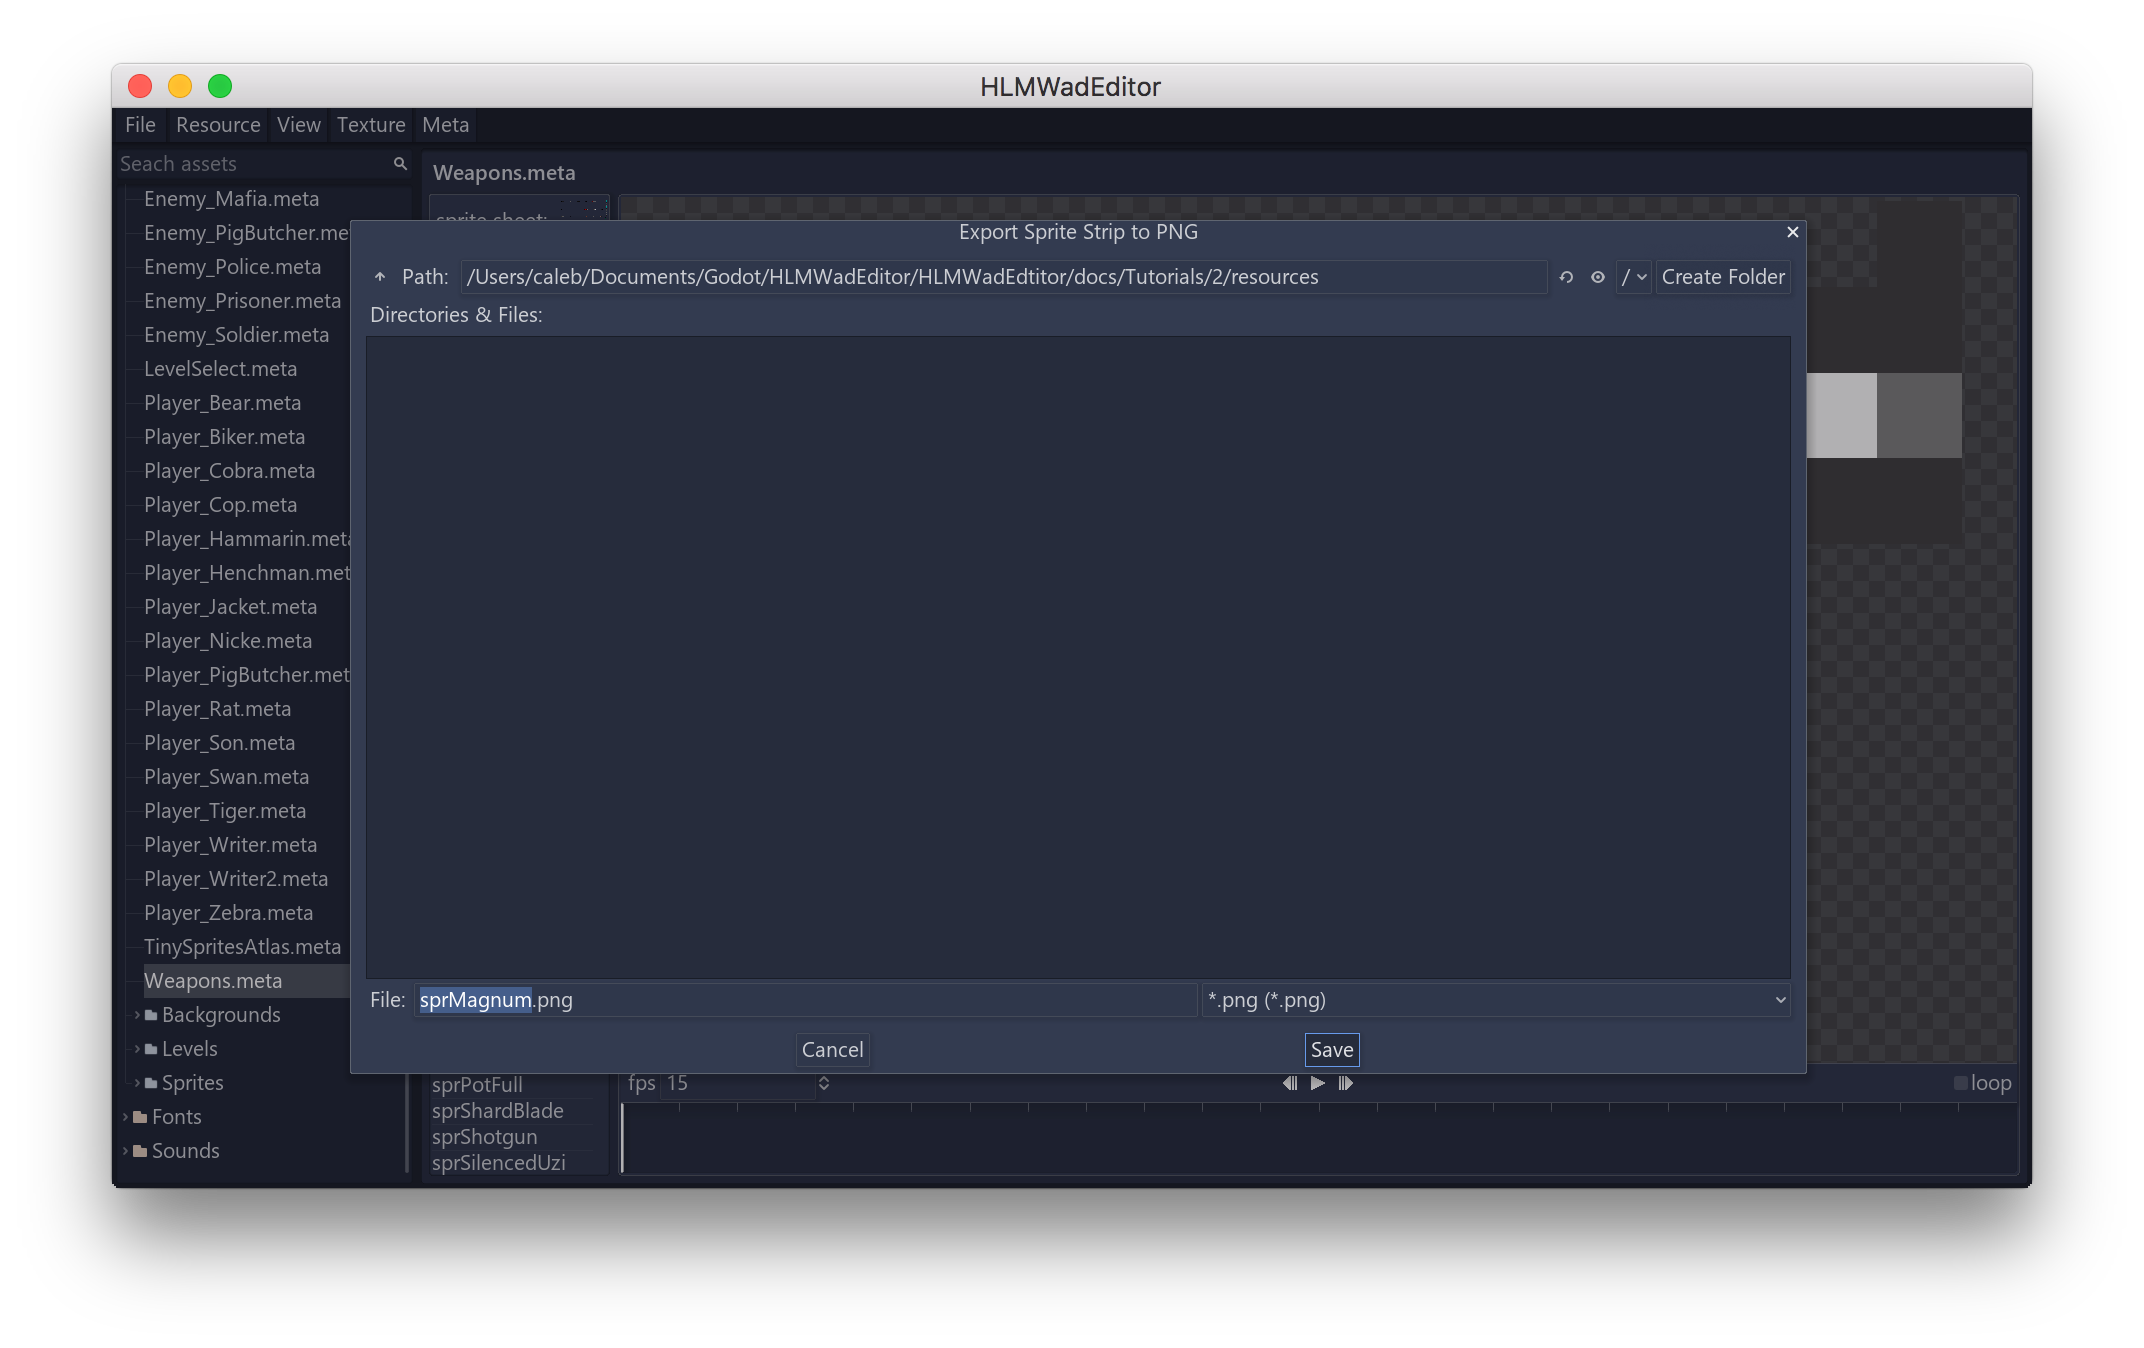 HLMWadEditor
File Resource View Texture Meta
Seach assets
Weapons.meta
sprite sheet:
Enemy_Mafia.meta
Enemy_PigButcher.me
Enemy_Police.meta
Enemy_Prisoner.meta
Enemy_Soldier.meta
LevelSelect.meta
Player_Bear.meta
Player_Biker.meta
Player_Cobra.meta
Player_Cop.meta
Player_Hammarin.meta
Player_Henchman.met
Player_Jacket.meta
Player_Nicke.meta
Player_PigButcher.met
Player_Rat.meta
Player_Son.meta
Player_Swan.meta
Player_Tiger.meta
Player_Writer.meta
Player_Writer2.meta
Player_Zebra.meta
TinySpritesAtlas.meta
Weapons.meta
Backgrounds
Levels
Sprites
Fonts
Sounds
Export Sprite Strip to PNG
Path: /Users/caleb/Documents/Godot/HLMWadEditor/HLMWadEdtitor/docs/Tutorials/2/resources / Create Folder
Directories & Files:
File: sprMagnum.png *.png (*.png)
Cancel Save
sprPotFull
sprShardBlade
sprShotgun
sprSilencedUzi
fps 15 loop